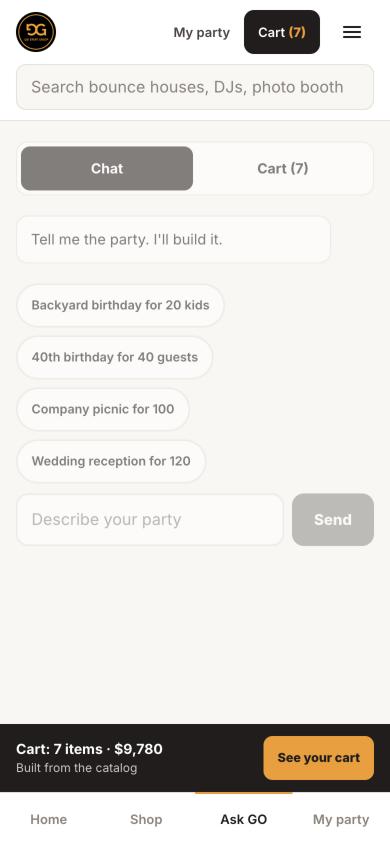 GG
My party
Cart (7)
Search bounce houses, DJs, photo booth
Chat
Cart (7)
Tell me the party. I'll build it.
Backyard birthday for 20 kids
40th birthday for 40 guests
Company picnic for 100
Wedding reception for 120
Describe your party
Send
Cart: 7 items · $9,780
Built from the catalog
See your cart
Home
Shop
Ask GO
My party